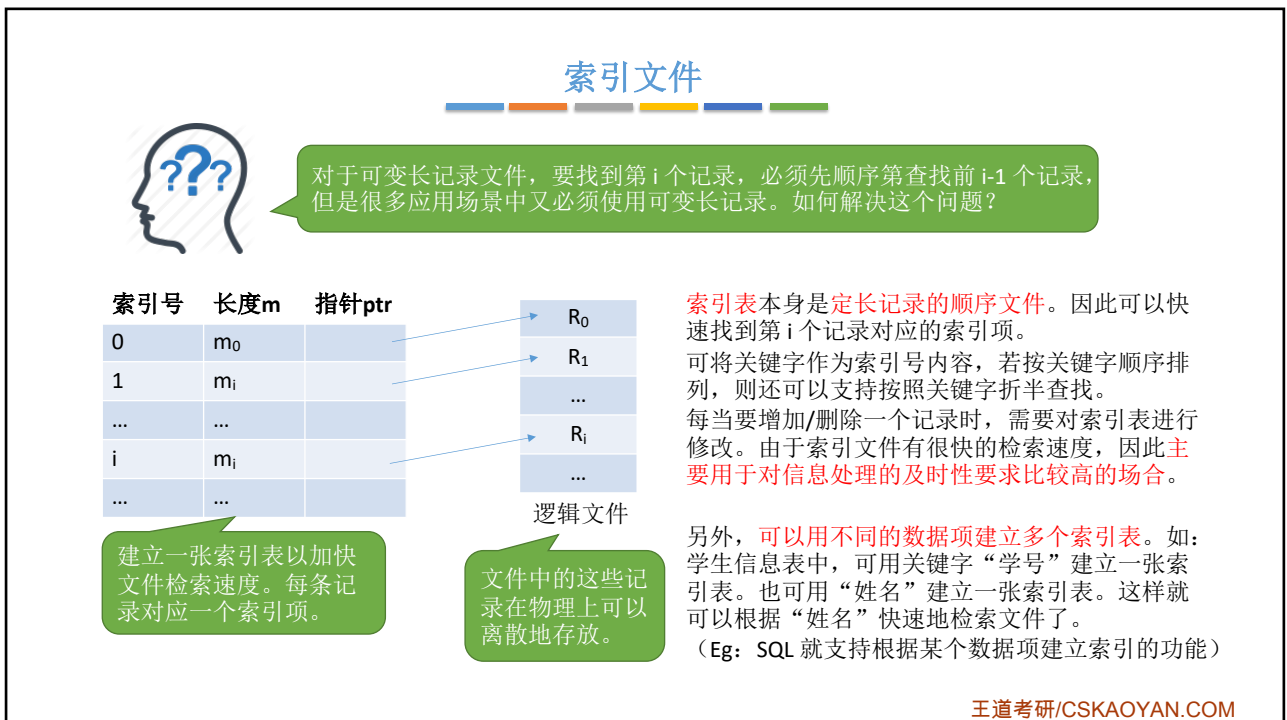 索引文件
???
对于可变长记录文件，要找到第 i 个记录，必须先顺序第查找前 i-1 个记录，
但是很多应用场景中又必须使用可变长记录。如何解决这个问题？
索引号 长度m 指针ptr
0 m₀
1 mᵢ
... ...
i mᵢ
... ...
R₀
R₁
...
Rᵢ
...
逻辑文件
建立一张索引表以加快
文件检索速度。每条记
录对应一个索引项。
文件中的这些记
录在物理上可以
离散地存放。
索引表本身是定长记录的顺序文件。因此可以快
速找到第 i 个记录对应的索引项。
可将关键字作为索引号内容，若按关键字顺序排
列，则还可以支持按照关键字折半查找。
每当要增加/删除一个记录时，需要对索引表进行
修改。由于索引文件有很快的检索速度，因此主
要用于对信息处理的及时性要求比较高的场合。
另外，可以用不同的数据项建立多个索引表。如：
学生信息表中，可用关键字“学号”建立一张索
引表。也可用“姓名”建立一张索引表。这样就
可以根据“姓名”快速地检索文件了。
（Eg：SQL 就支持根据某个数据项建立索引的功能）
王道考研/CSKAOYAN.COM